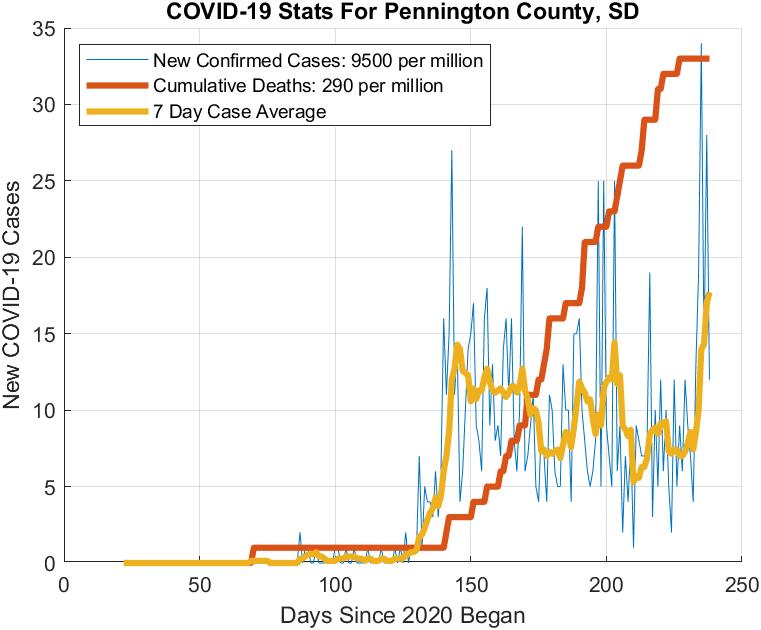 COVID-19 Stats For Pennington County, SD
New Confirmed Cases: 9500 per million
Cumulative Deaths: 290 per million
7 Day Case Average
New COVID-19 Cases
35
30
25
20
15
10
5
0
0 50 100 150 200 250
Days Since 2020 Began